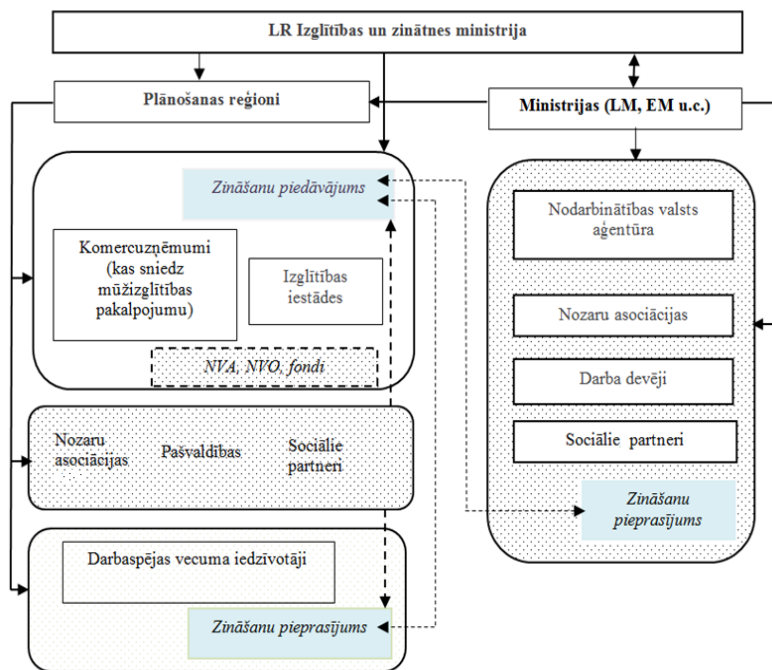 LR Izglītības un zinātnes ministrija
Plānošanas reģioni
Ministrijas (LM, EM u.c.)
Zināšanu piedāvājums
Komercuzņēmumi
(kas sniedz
mūžizglītības
pakalpojumu)
Izglītības
iestādes
NVA, NVO, fondi
Nozaru
asociācijas
Pašvaldības
Sociālie
partneri
Darbaspējas vecuma iedzīvotāji
Zināšanu pieprasījums
Nodarbinātības valsts
aģentūra
Nozaru asociācijas
Darba devēji
Sociālie partneri
Zināšanu
pieprasījums